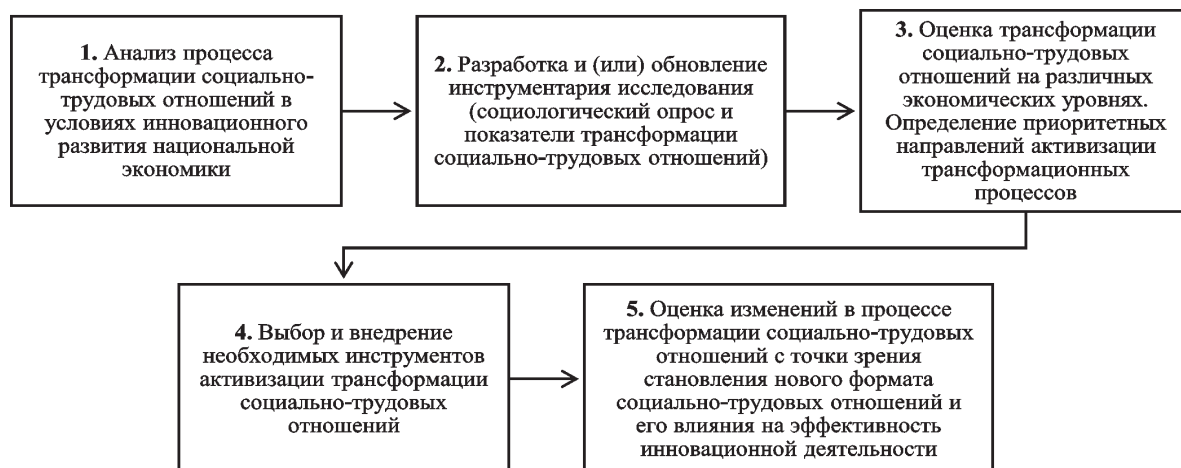 1. Анализ процесса
трансформации социально-
трудовых отношений в
условиях инновационного
развития национальной
экономики
2. Разработка и (или) обновление
инструментария исследования
(социологический опрос и
показатели трансформации
социально-трудовых отношений)
3. Оценка трансформации
социально-трудовых
отношений на различных
экономических уровнях.
Определение приоритетных
направлений активизации
трансформационных
процессов
4. Выбор и внедрение
необходимых инструментов
активизации трансформации
социально-трудовых
отношений
5. Оценка изменений в процессе
трансформации социально-трудовых
отношений с точки зрения
становления нового формата
социально-трудовых отношений и
его влияния на эффективность
инновационной деятельности